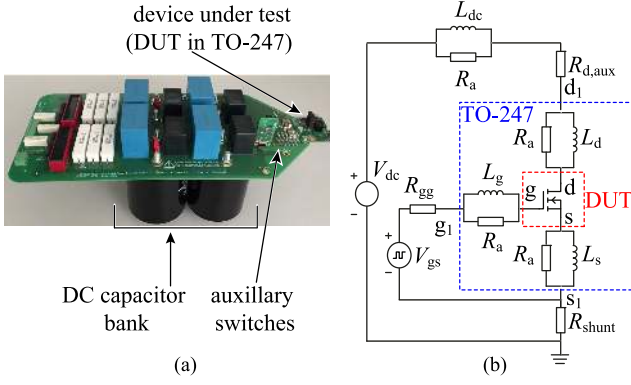 device under test
(DUT in TO-247)
DC capacitor
bank
auxillary
switches
(a)
L_dc
R_a
R_d,aux
d_1
TO-247
R_a
L_d
V_dc
L_g
R_gg
g
d
DUT
s
g_1
R_a
V_gs
R_a
L_s
s_1
R_shunt
(b)